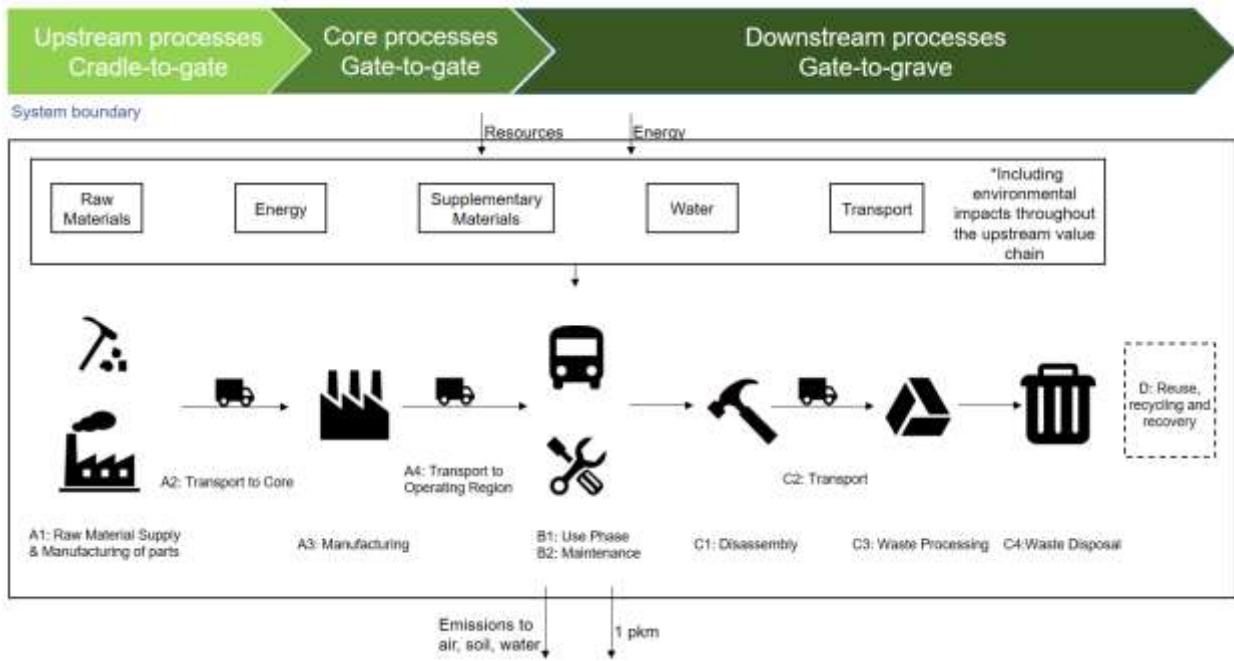 Upstream processes
Cradle-to-gate
Core processes
Gate-to-gate
Downstream processes
Gate-to-grave
System boundary
Resources
Energy
Raw
Materials
Energy
Supplementary
Materials
Water
Transport
*Including
environmental
impacts throughout
the upstream value
chain
D: Reuse,
recycling and
recovery
A2: Transport to Core
A4: Transport to
Operating Region
C2: Transport
A1: Raw Material Supply
& Manufacturing of parts
A3: Manufacturing
B1: Use Phase
B2: Maintenance
C1: Disassembly
C3: Waste Processing
C4:Waste Disposal
Emissions to
air, soil, water
1 pkm